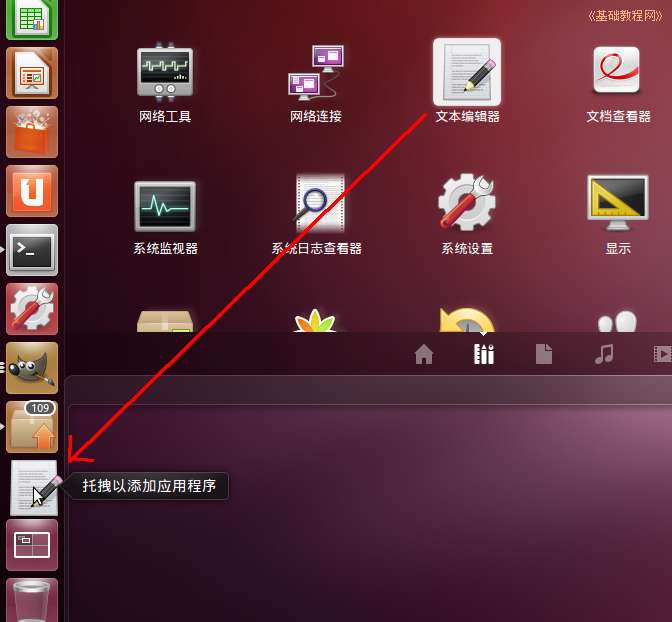 《基础教程网》
网络工具
网络连接
文本编辑器
文档查看器
系统监视器
系统日志查看器
系统设置
显示
109
托拽以添加应用程序